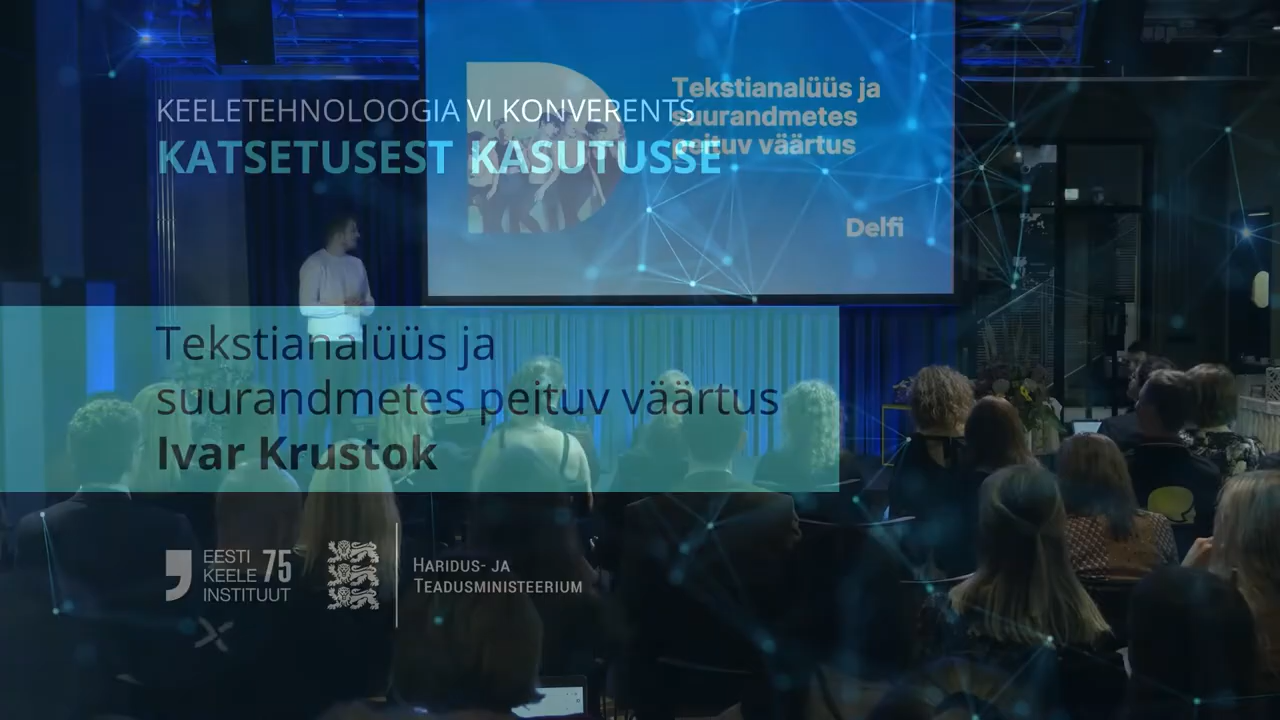 KEELETEHNOLOOGIA VI KONVERENTS
KATSETUSEST KASUTUSSE
Tekstianalüüs ja
suurandmetes
peituv väärtus
Delfi
Tekstianalüüs ja
suurandmetes peituv väärtus
Ivar Krustok
EESTI
KEELE 75
INSTITUUT
HARIDUS- JA
TEADUSMINISTEERIUM